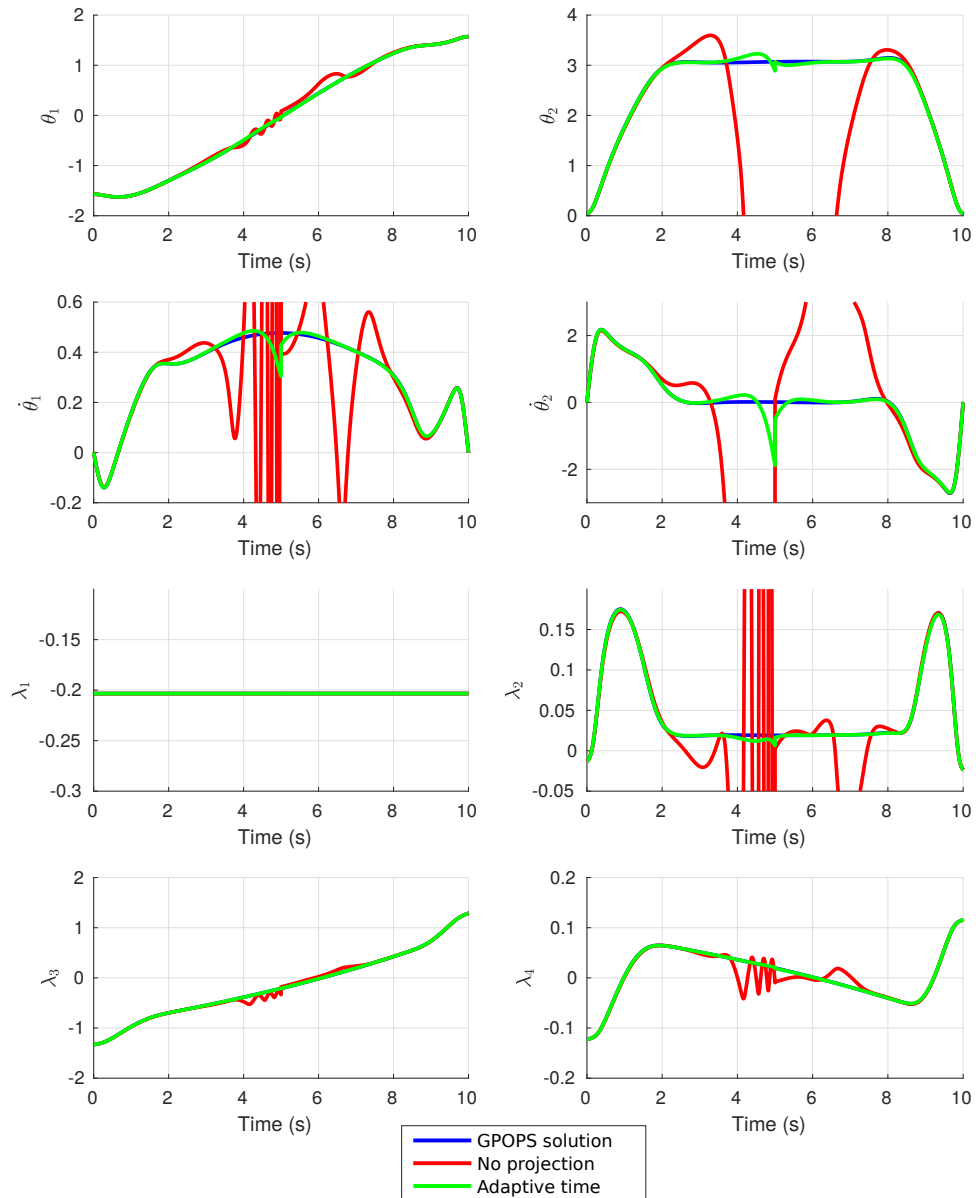 2
1
0
-1
-2
θ1
0 2 4 6 8 10
Time (s)
4
3
2
1
0
θ2
0 2 4 6 8 10
Time (s)
0.6
0.4
0.2
0
-0.2
θ̇1
0 2 4 6 8 10
Time (s)
2
0
-2
θ̇2
0 2 4 6 8 10
Time (s)
-0.15
-0.2
-0.25
-0.3
λ1
0 2 4 6 8 10
Time (s)
0.15
0.1
0.05
0
-0.05
λ2
0 2 4 6 8 10
Time (s)
2
1
0
-1
-2
λ3
0 2 4 6 8 10
Time (s)
0.2
0.1
0
-0.1
-0.2
λ4
0 2 4 6 8 10
Time (s)
GPOPS solution
No projection
Adaptive time